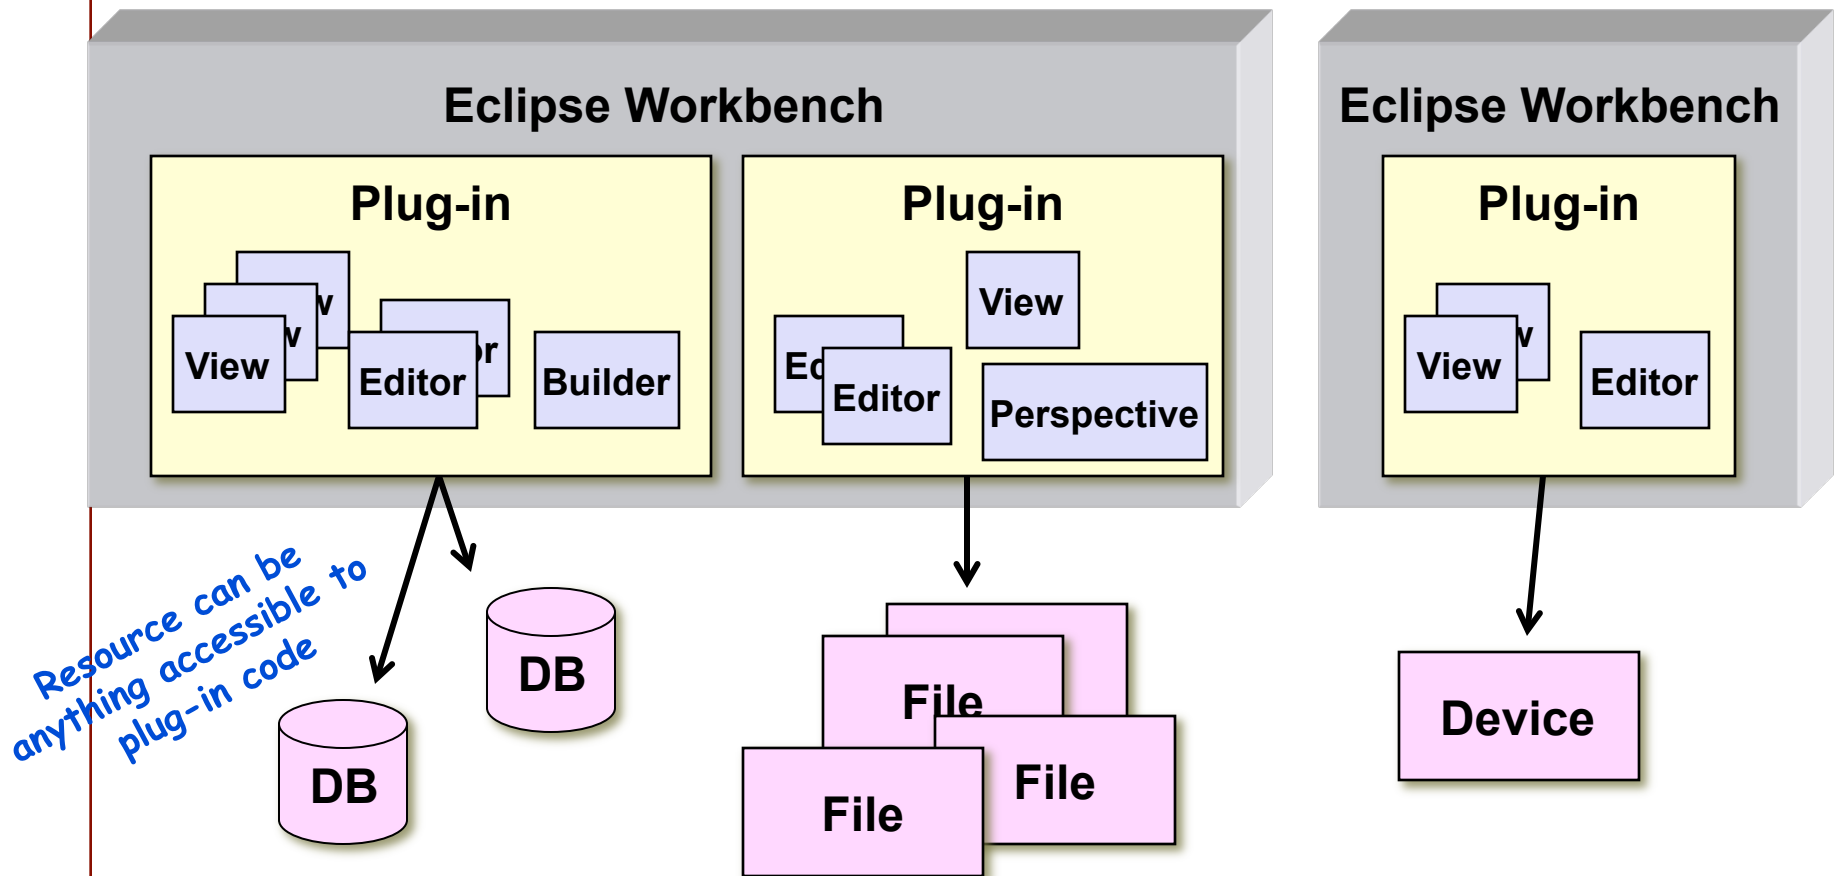 Eclipse Workbench
Plug-in
View
Editor
Builder
Plug-in
View
Editor
Perspective
Eclipse Workbench
Plug-in
View
Editor
Resource can be
anything accessible to
plug-in code
DB
DB
File
File
File
Device